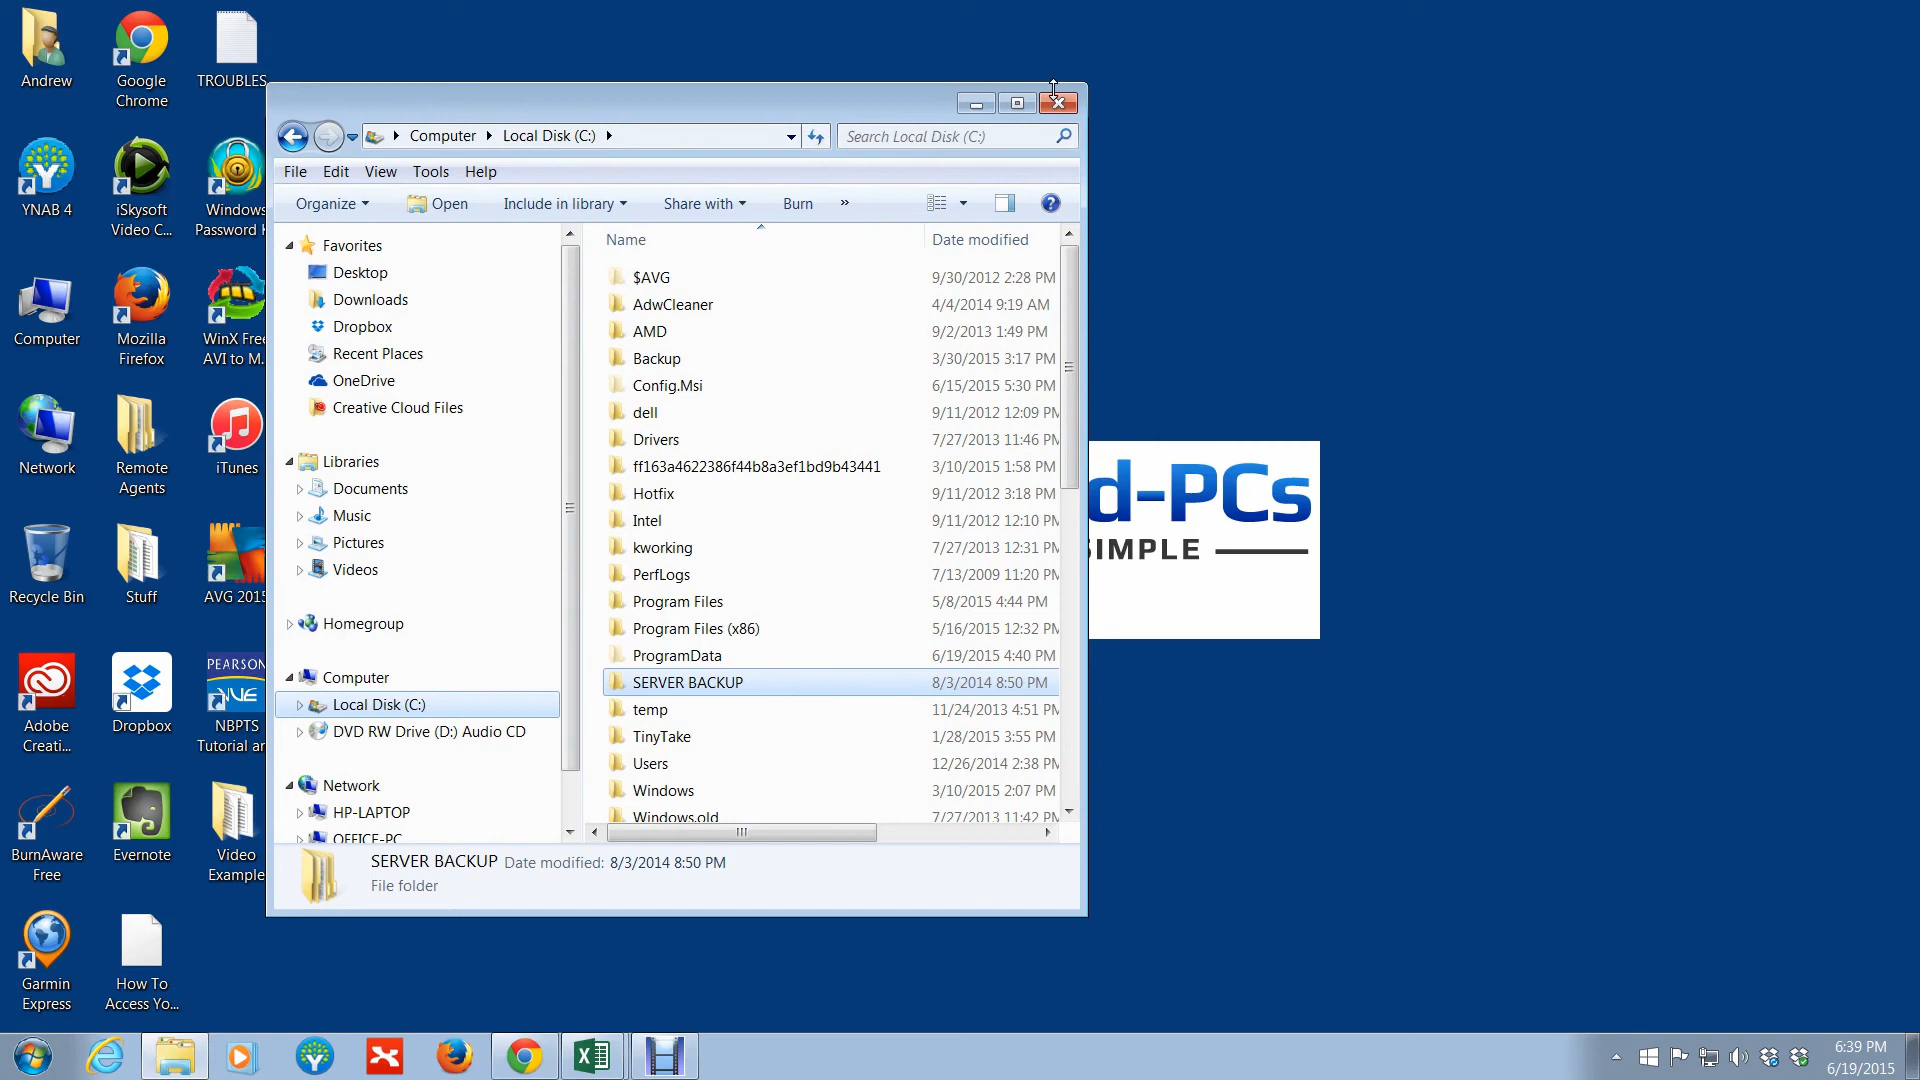 Andrew
Google
Chrome
TROUBLES
YNAB 4
iSkysoft
Video C...
Windows
Password
Computer
Mozilla
Firefox
WinX Free
AVI to M.
Network
Remote
Agents
iTunes
Recycle Bin
Stuff
AVG 2015
Adobe
Creati...
Dropbox
PEARSON
VUE
NBPTS
Tutorial
BurnAware
Free
Evernote
Video
Example
Garmin
Express
How To
Access Yo...
Computer Local Disk (C:)
Search Local Disk (C:)
File Edit View Tools Help
Organize Open Include in library Share with Burn »
Favorites
Desktop
Downloads
Dropbox
Recent Places
OneDrive
Creative Cloud Files
Libraries
Documents
Music
Pictures
Videos
Homegroup
Computer
Local Disk (C:)
DVD RW Drive (D:) Audio CD
Network
HP-LAPTOP
OFFICE-PC
Name Date modified
$AVG 9/30/2012 2:28 PM
AdwCleaner 4/4/2014 9:19 AM
AMD 9/2/2013 1:49 PM
Backup 3/30/2015 3:17 PM
Config.Msi 6/15/2015 5:30 PM
dell 9/11/2012 12:09 PM
Drivers 7/27/2013 11:46 PM
ff163a4622386f44b8a3ef1bd9b43441 3/10/2015 1:58 PM
Hotfix 9/11/2012 3:18 PM
Intel 9/11/2012 12:10 PM
kworking 7/27/2013 12:31 PM
PerfLogs 7/13/2009 11:20 PM
Program Files 5/8/2015 4:44 PM
Program Files (x86) 5/16/2015 12:32 PM
ProgramData 6/19/2015 4:40 PM
SERVER BACKUP 8/3/2014 8:50 PM
temp 11/24/2013 4:51 PM
TinyTake 1/28/2015 3:55 PM
Users 12/26/2014 2:38 PM
Windows 3/10/2015 2:07 PM
Windows.old 7/27/2013 11:42 PM
SERVER BACKUP Date modified: 8/3/2014 8:50 PM
File folder
d-PCs
SIMPLE
6:39 PM
6/19/2015